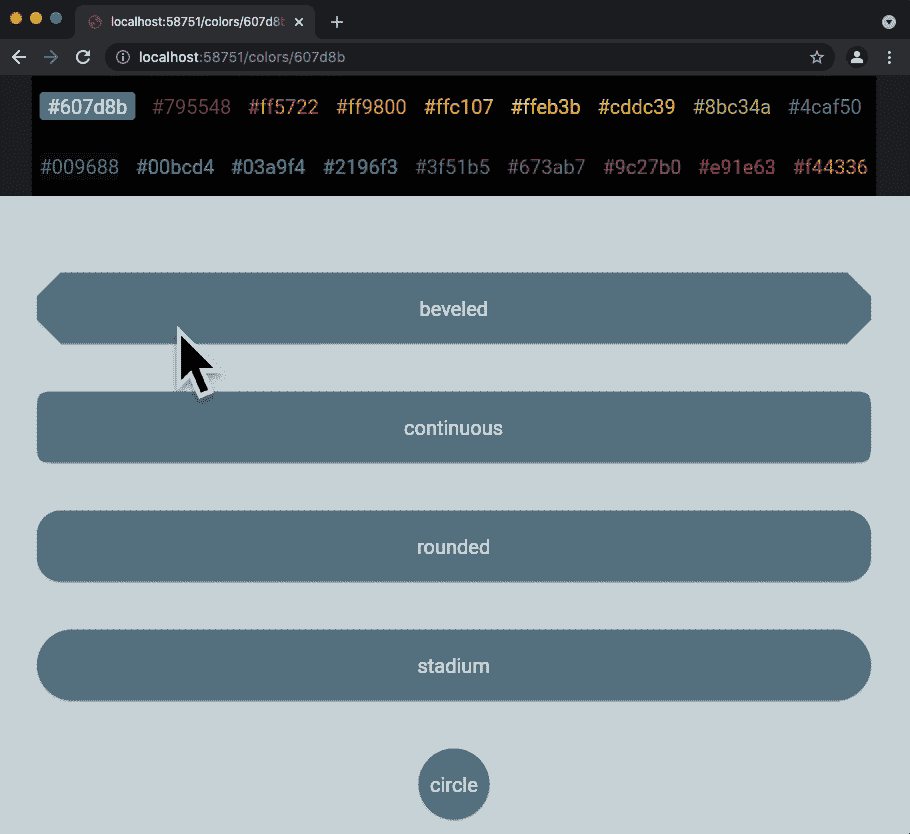 localhost:58751/colors/607d8b
localhost:58751/colors/607d8b
#607d8b #795548 #ff5722 #ff9800 #ffc107 #ffeb3b #cddc39 #8bc34a #4caf50
#009688 #00bcd4 #03a9f4 #2196f3 #3f51b5 #673ab7 #9c27b0 #e91e63 #f44336
beveled
continuous
rounded
stadium
circle